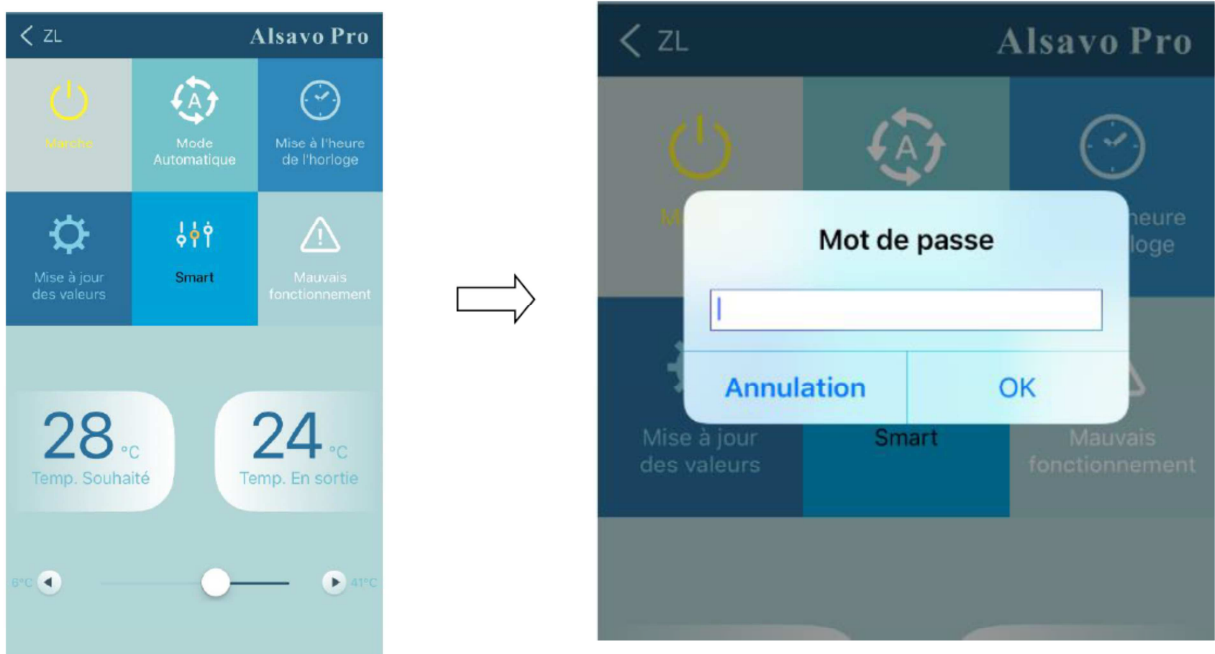 ZL
Alsavo Pro
Marche
Mode
Automatique
Mise à l'heure
de l'horloge
Mise à jour
des valeurs
Smart
Mauvais
fonctionnement
28 °C
Temp. Souhaité
24 °C
Temp. En sortie
6°C
41°C
ZL
Alsavo Pro
M
A
heure
loge
Mot de passe
Annulation
OK
Mise à jour
des valeurs
Smart
Mauvais
fonctionnement